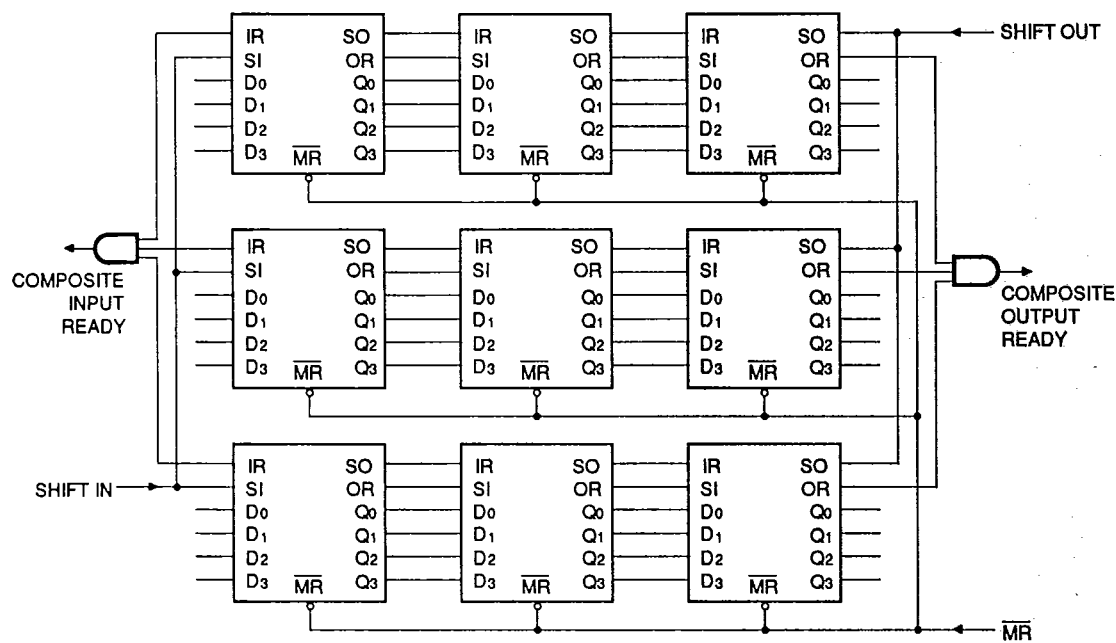 IR SO IR SO IR SO SHIFT OUT
SI OR SI OR SI OR
D0 Q0 D0 Q0 D0 Q0
D1 Q1 D1 Q1 D1 Q1
D2 Q2 D2 Q2 D2 Q2
D3 MR Q3 D3 MR Q3 D3 MR Q3
IR SO IR SO IR SO
SI OR SI OR SI OR
COMPOSITE
INPUT
READY
D0 Q0 D0 Q0 D0 Q0
D1 Q1 D1 Q1 D1 Q1
D2 Q2 D2 Q2 D2 Q2
D3 MR Q3 D3 MR Q3 D3 MR Q3
COMPOSITE
OUTPUT
READY
IR SO IR SO IR SO
SHIFT IN SI OR SI OR SI OR
D0 Q0 D0 Q0 D0 Q0
D1 Q1 D1 Q1 D1 Q1
D2 Q2 D2 Q2 D2 Q2
D3 MR Q3 D3 MR Q3 D3 MR Q3
MR